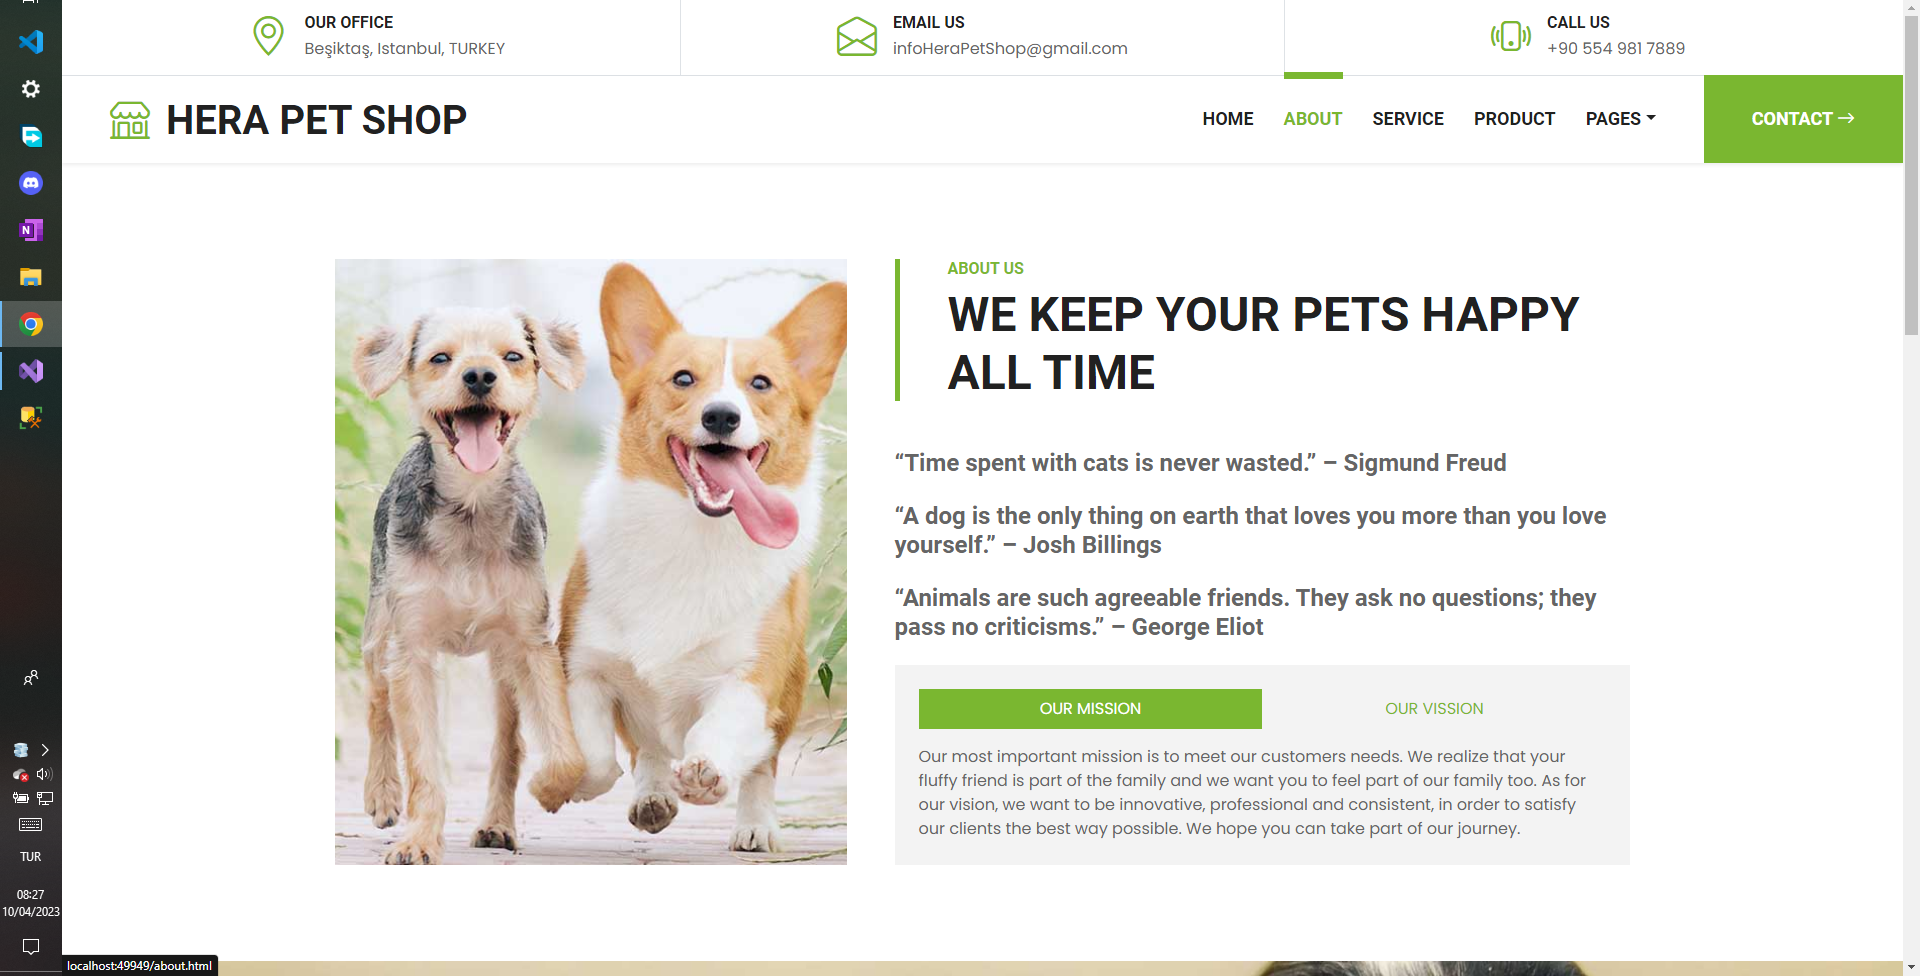 OUR OFFICE
Beşiktaş, Istanbul, TURKEY
EMAIL US
infoHeraPetShop@gmail.com
CALL US
+90 554 981 7889
HERA PET SHOP
HOME
ABOUT
SERVICE
PRODUCT
PAGES
CONTACT
ABOUT US
WE KEEP YOUR PETS HAPPY
ALL TIME
“Time spent with cats is never wasted.” – Sigmund Freud
“A dog is the only thing on earth that loves you more than you love
yourself.” – Josh Billings
“Animals are such agreeable friends. They ask no questions; they
pass no criticisms.” – George Eliot
OUR MISSION
OUR VISSION
Our most important mission is to meet our customers needs. We realize that your
fluffy friend is part of the family and we want you to feel part of our family too. As for
our vision, we want to be innovative, professional and consistent, in order to satisfy
our clients the best way possible. We hope you can take part of our journey.
N
TUR
08:27
10/04/2023
localhost:49949/about.html